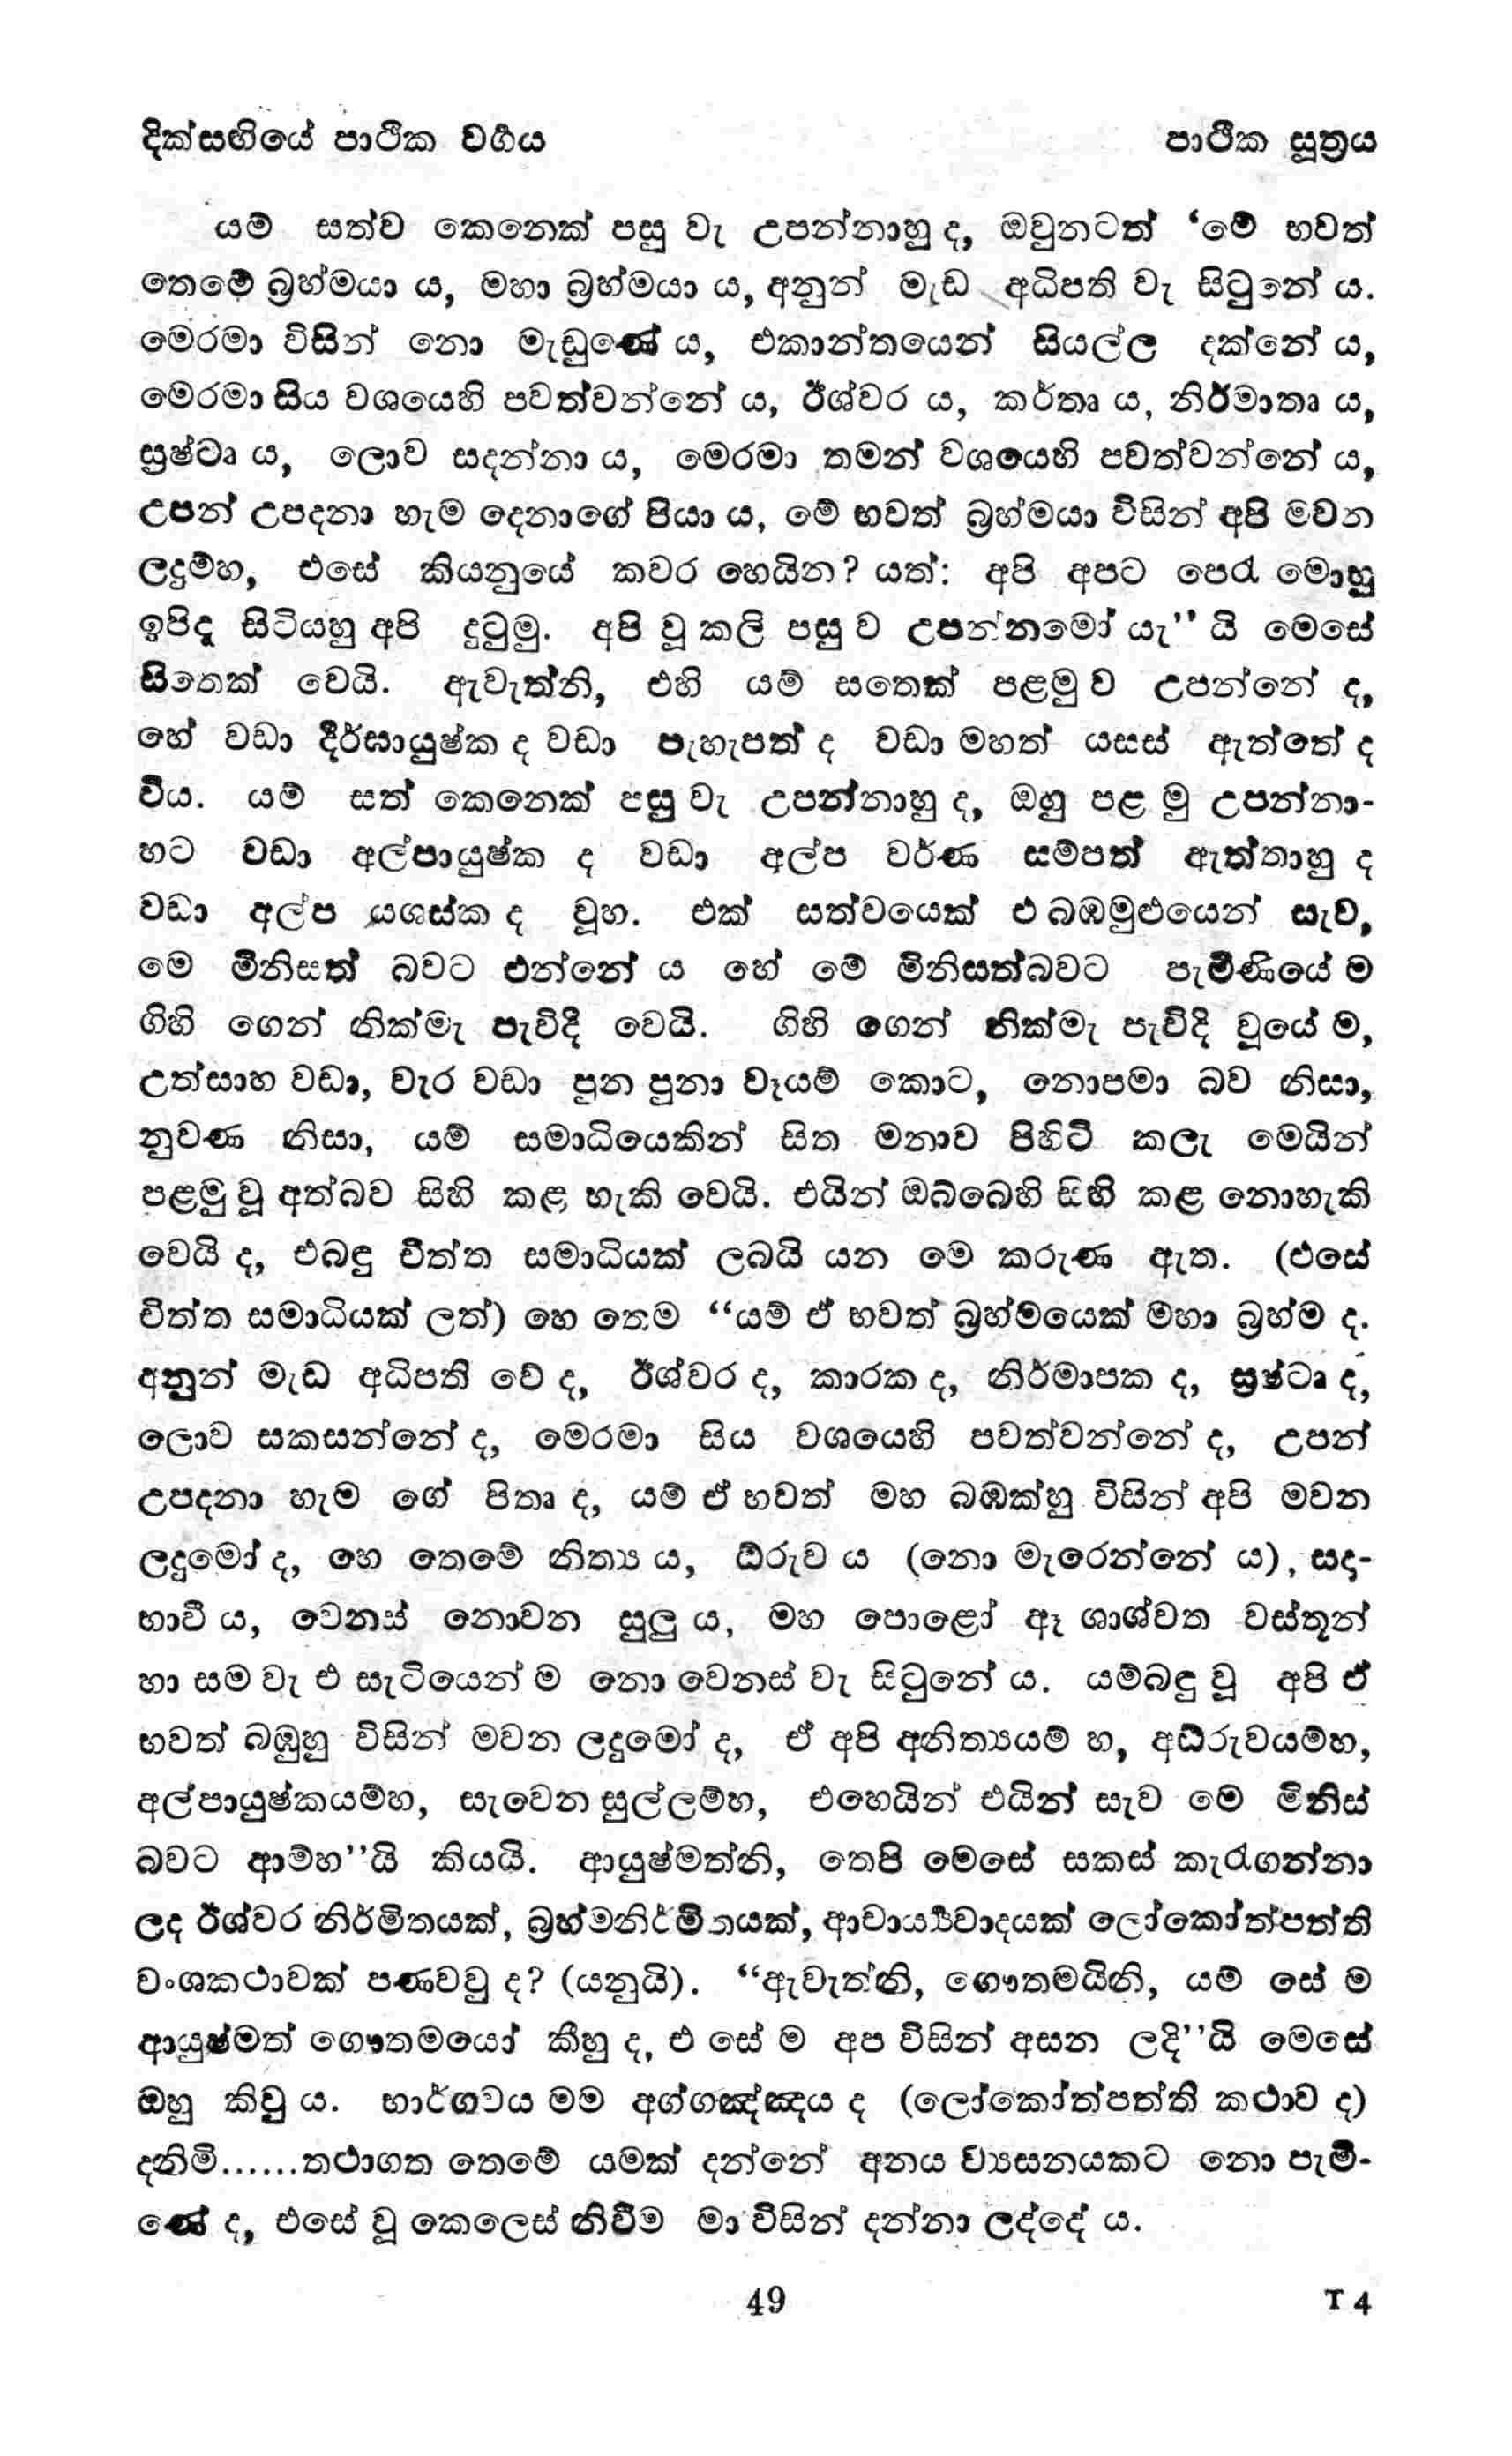 දික්සඟියේ පාථික වර්‍ගය
පාථික සූත්‍රය
යම් සත්ව කෙනෙක් පසු වැ උපන්නාහු ද, ඔවුනටත් ‘මේ භවත්
තෙමේ බ්‍රහ්මයා ය, මහා බ්‍රහ්මයා ය, අනුන් මැඩ අධිපති වැ සිටුනේ ය.
මෙරමා විසින් නො මැඩුණේ ය, එකාන්තයෙන් සියල්ල දක්නේ ය,
මෙරමා සිය වශයෙහි පවත්වන්නේ ය, ඊශ්වර ය, කර්තෘ ය, නිර්මාතෘ ය,
ස්‍රෂ්ටෘ ය, ලොව සදන්නා ය, මෙරමා තමන් වශයෙහි පවත්වන්නේ ය,
උපන් උපදනා හැම දෙනාගේ පියා ය, මේ භවත් බ්‍රහ්මයා විසින් අපි මවන
ලදුම්හ, එසේ කියනුයේ කවර හෙයින? යත්: අපි අපට පෙරැ මොහු
ඉපිද සිටියහු අපි දුටුමු. අපි වූ කලි පසු ව උපන්නමෝ යැ’’ යි මෙසේ
සිතෙක් වෙයි. ඇවැත්නි, එහි යම් සතෙක් පළමු ව උපන්නේ ද,
හේ වඩා දීර්ඝායුෂ්ක ද වඩා පැහැපත් ද වඩා මහත් යසස් ඇත්තේ ද
විය. යම් සත් කෙනෙක් පසු වැ උපන්නාහු ද, ඔහු පළ මු උපන්නා-
හට වඩා අල්පායුෂ්ක ද වඩා අල්ප වර්ණ සම්පත් ඇත්තාහු ද
වඩා අල්ප යශස්ක ද වූහ. එක් සත්වයෙක් එ බඹමුළුයෙන් සැව,
මෙ මිනිසත් බවට එන්නේ ය හේ මේ මිනිසත්බවට පැමිණියේ ම
ගිහි ගෙන් නික්මැ පැවිදි වෙයි. ගිහි ගෙන් නික්මැ පැවිදි වූයේ ම,
උත්සාහ වඩා, වැර වඩා පුන පුනා වෑයම් කොට, නොපමා බව නිසා,
නුවණ නිසා, යම් සමාධියෙකින් සිත මනාව පිහිටි කලැ මෙයින්
පළමු වූ අත්බව සිහි කළ හැකි වෙයි. එයින් ඔබ්බෙහි සිහි කළ නොහැකි
වෙයි ද, එබඳු චිත්ත සමාධියක් ලබයි යන මෙ කරුණ ඇත. (එසේ
චිත්ත සමාධියක් ලත්) හෙ තෙම “යම් ඒ භවත් බ්‍රහ්මයෙක් මහා බ්‍රහ්ම ද.
අනුන් මැඩ අධිපති වේ ද, ඊශ්වර ද, කාරක ද, නිර්මාපක ද, ස්‍රෂ්ටෘ ද,
ලොව සකසන්නේ ද, මෙරමා සිය වශයෙහි පවත්වන්නේ ද, උපන්
උපදනා හැම ගේ පිතෘ ද, යම් ඒ භවත් මහ බඹක්හු විසින් අපි මවන
ලදුමෝ ද, හෙ තෙමේ නිත්‍ය ය, ධ්රුව ය (නො මැරෙන්නේ ය), සදා-
භාවී ය, වෙනස් නොවන සුලු ය, මහ පොළෝ ඈ ශාශ්වත වස්තූන්
හා සම වැ එ සැටියෙන් ම නො වෙනස් වැ සිටුනේ ය. යම්බඳු වූ අපි ඒ
භවත් බඹුහු විසින් මවන ලදුමෝ ද, ඒ අපි අනිත්‍යයම් හ, අධ්රුවයම්හ,
අල්පායුෂ්කයම්හ, සැවෙන සුල්ලම්හ, එහෙයින් එයින් සැව මෙ මිනිස්
බවට ආම්හ’’යි කියයි. ආයුෂ්මත්නි, තෙපි මෙසේ සකස් කැරැගන්නා
ලද ඊශ්වර නිර්මිතයක්, බ්‍රහ්මනිර්මිතයක්, ආචාර්‍ය්‍යවාදයක් ලෝකෝත්පත්ති
වංශකථාවක් පණවවු ද? (යනුයි). “ඇවැත්නි, ගෞතමයිනි, යම් සේ ම
ආයුෂ්මත් ගෞතමයෝ කීහු ද, එ සේ ම අප විසින් අසන ලදි’’යි මෙසේ
ඔහු කිවු ය. භාර්ගවය මම අග්ගඤ්ඤය ද (ලෝකෝත්පත්ති කථාව ද)
දනිමි......තථාගත තෙමේ යමක් දන්නේ අනය ව්‍යසනයකට නො පැමි-
ණේ ද, එසේ වූ කෙලෙස් නිවීම මා විසින් දන්නා ලද්දේ ය.
49
T 4